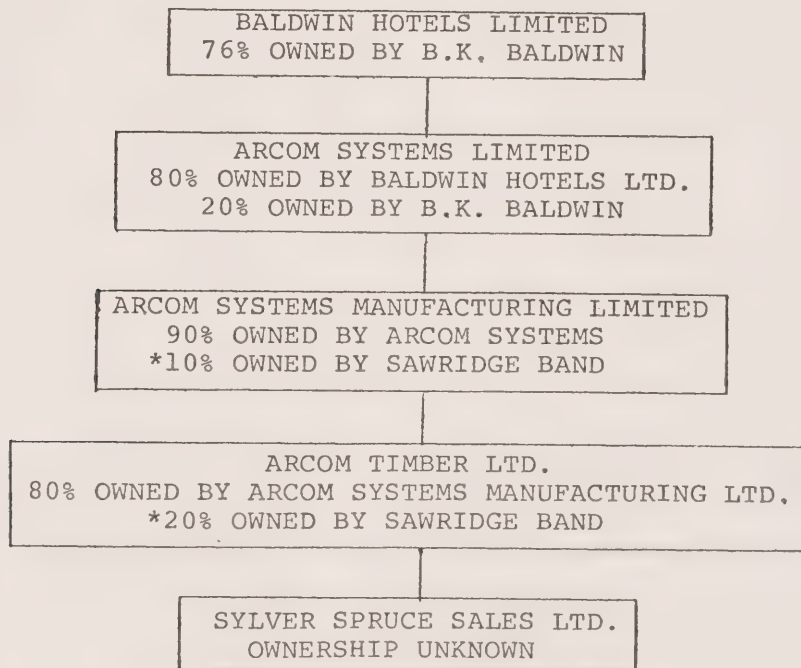 BALDWIN HOTELS LIMITED
76% OWNED BY B.K. BALDWIN
ARCOM SYSTEMS LIMITED
80% OWNED BY BALDWIN HOTELS LTD.
20% OWNED BY B.K. BALDWIN
ARCOM SYSTEMS MANUFACTURING LIMITED
90% OWNED BY ARCOM SYSTEMS
*10% OWNED BY SAWRIDGE BAND
ARCOM TIMBER LTD.
80% OWNED BY ARCOM SYSTEMS MANUFACTURING LTD.
*20% OWNED BY SAWRIDGE BAND
SYLVER SPRUCE SALES LTD.
OWNERSHIP UNKNOWN